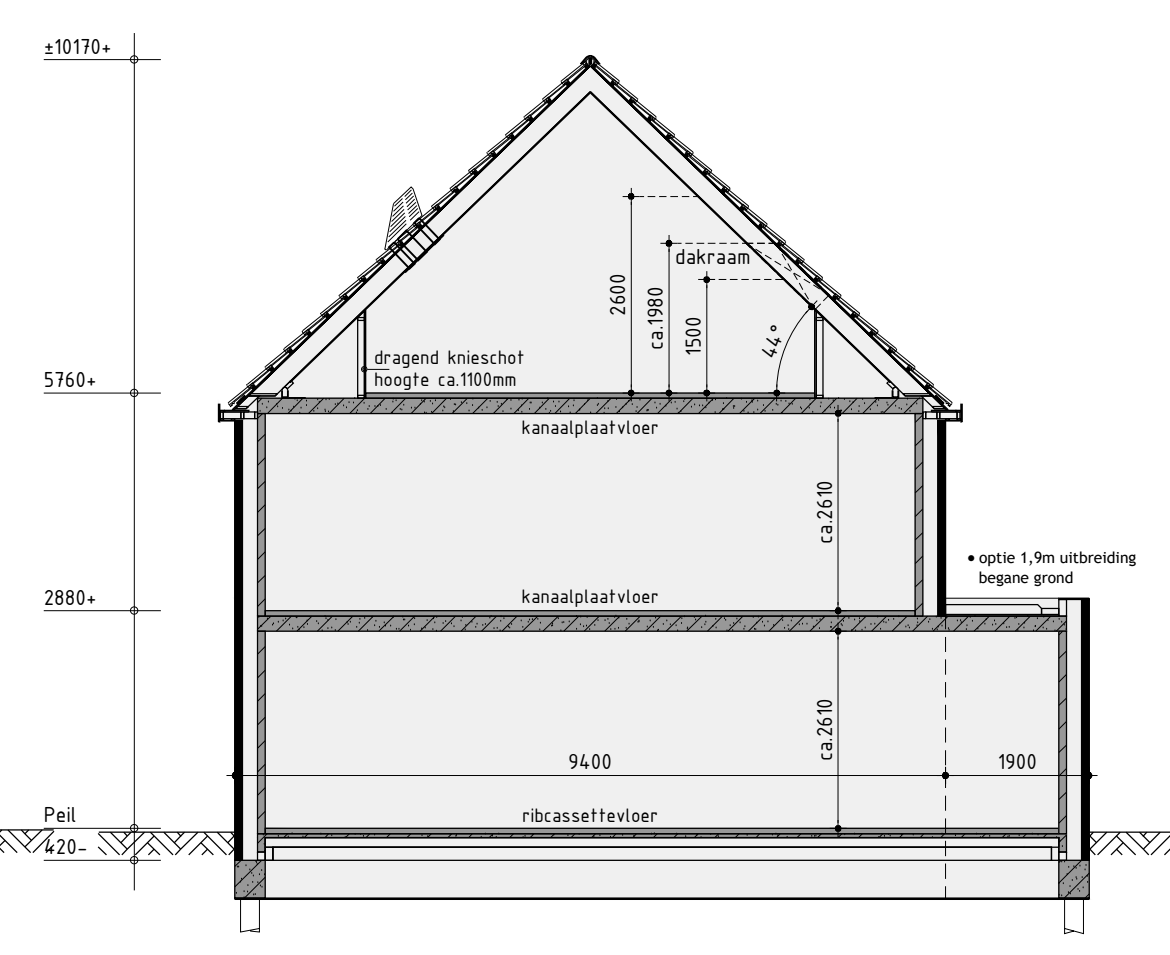 ±10170+
2600
ca.1980
dakraam
1500
44°
dragend knieschot
hoogte ca.1100mm
5760+
kanaalplaatvloer
ca.2610
• optie 1,9m uitbreiding
begane grond
2880+
kanaalplaatvloer
ca.2610
9400
1900
Peil
ribcassettevloer
420-